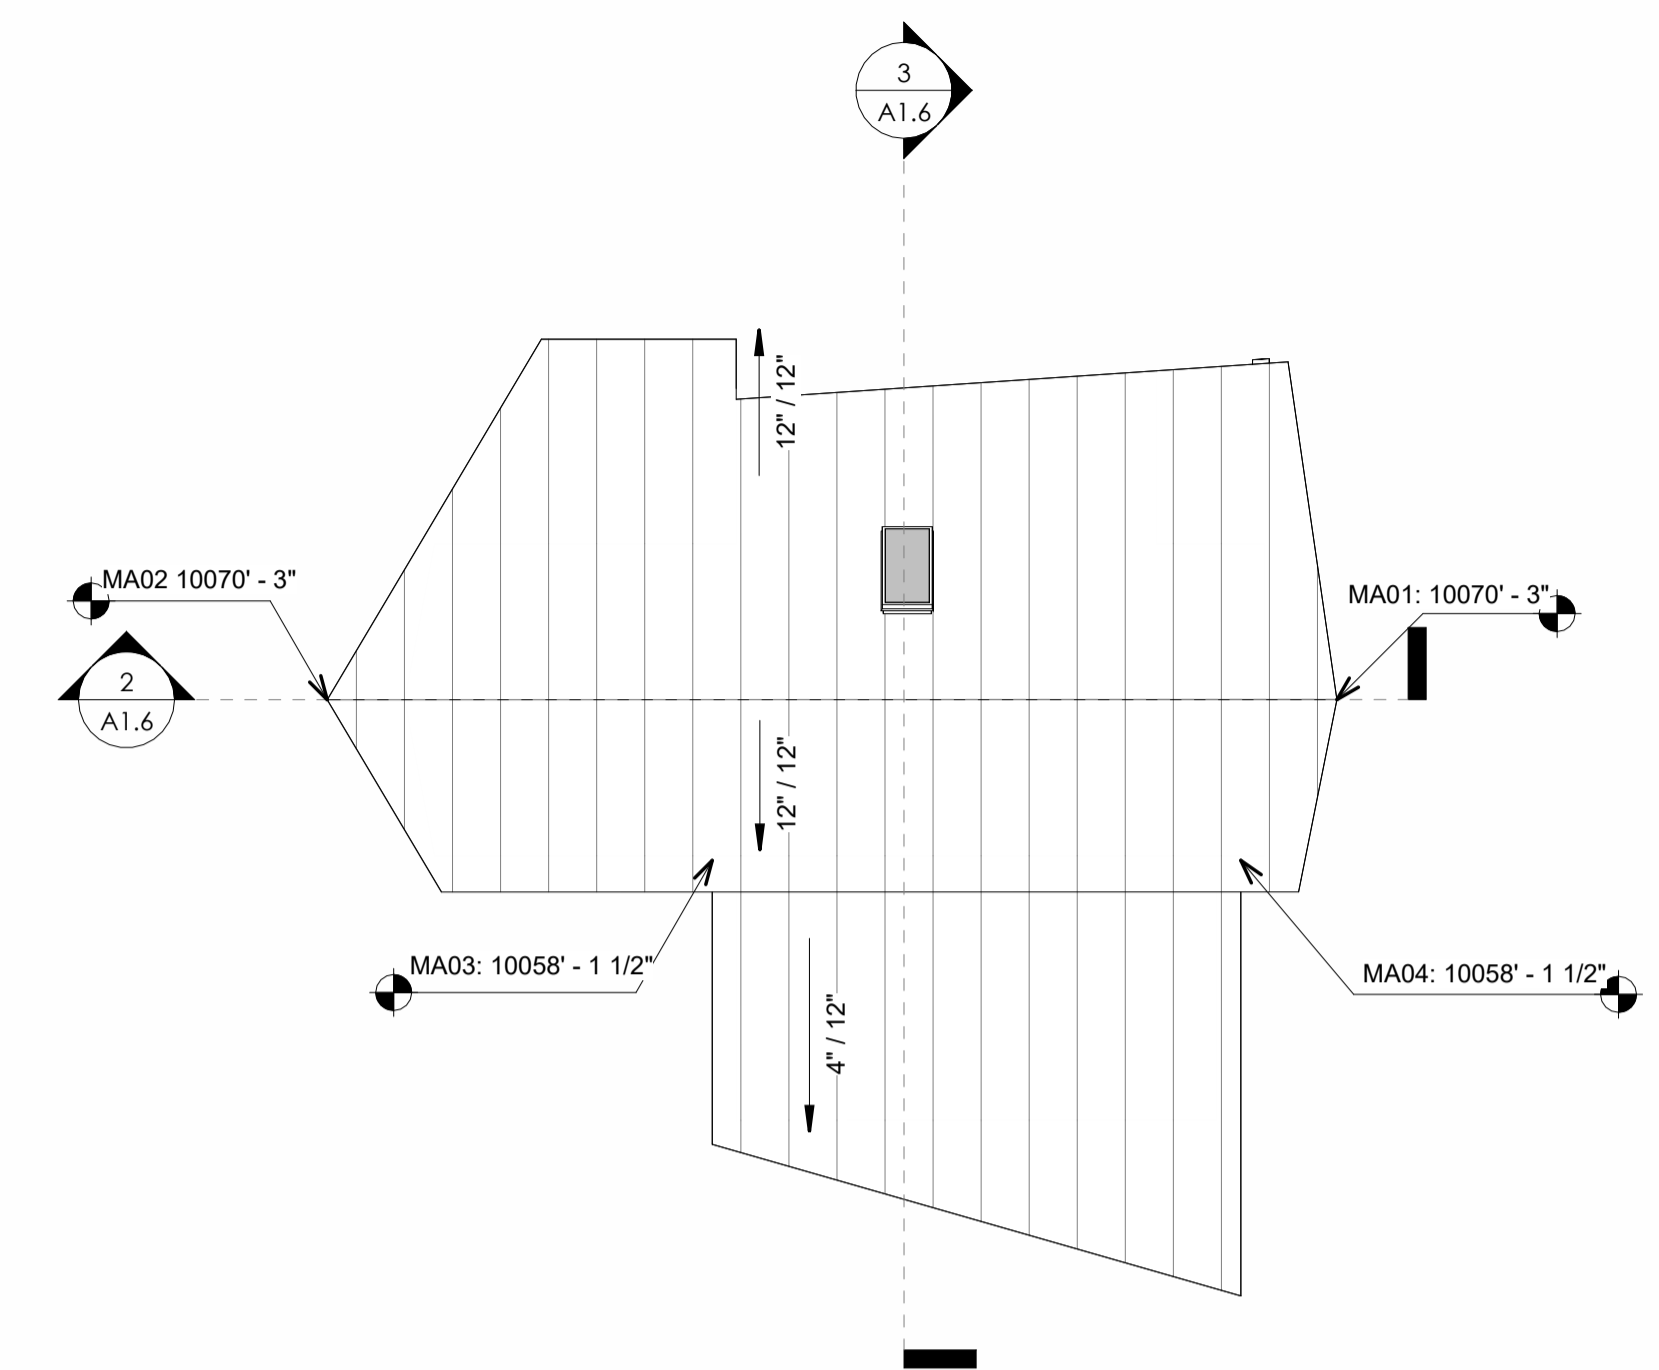 3
A1.6
12" / 12"
MA02 10070' - 3"
MA01: 10070' - 3"
2
A1.6
12" / 12"
MA03: 10058' - 1 1/2"
MA04: 10058' - 1 1/2"
4" / 12"